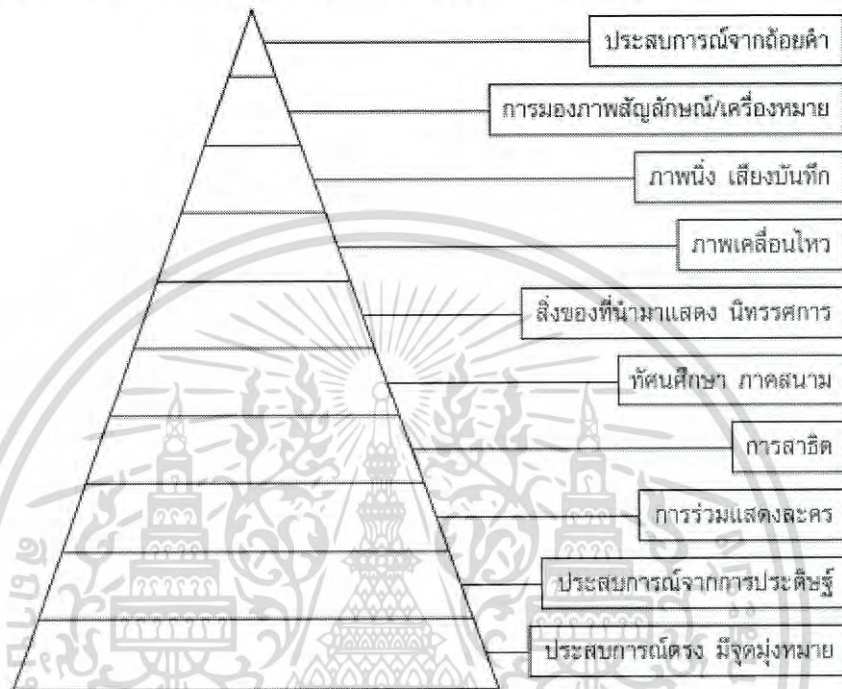 ประสบการณ์จากถ้อยคำ
การมองภาพสัญลักษณ์/เครื่องหมาย
ภาพนิ่ง เสียงบันทึก
ภาพเคลื่อนไหว
สิ่งของที่นำมาแสดง นิทรรศการ
ทัศนศึกษา ภาคสนาม
การสาธิต
การร่วมแสดงละคร
ประสบการณ์จากการประดิษฐ์
ประสบการณ์ตรง มีจุดมุ่งหมาย